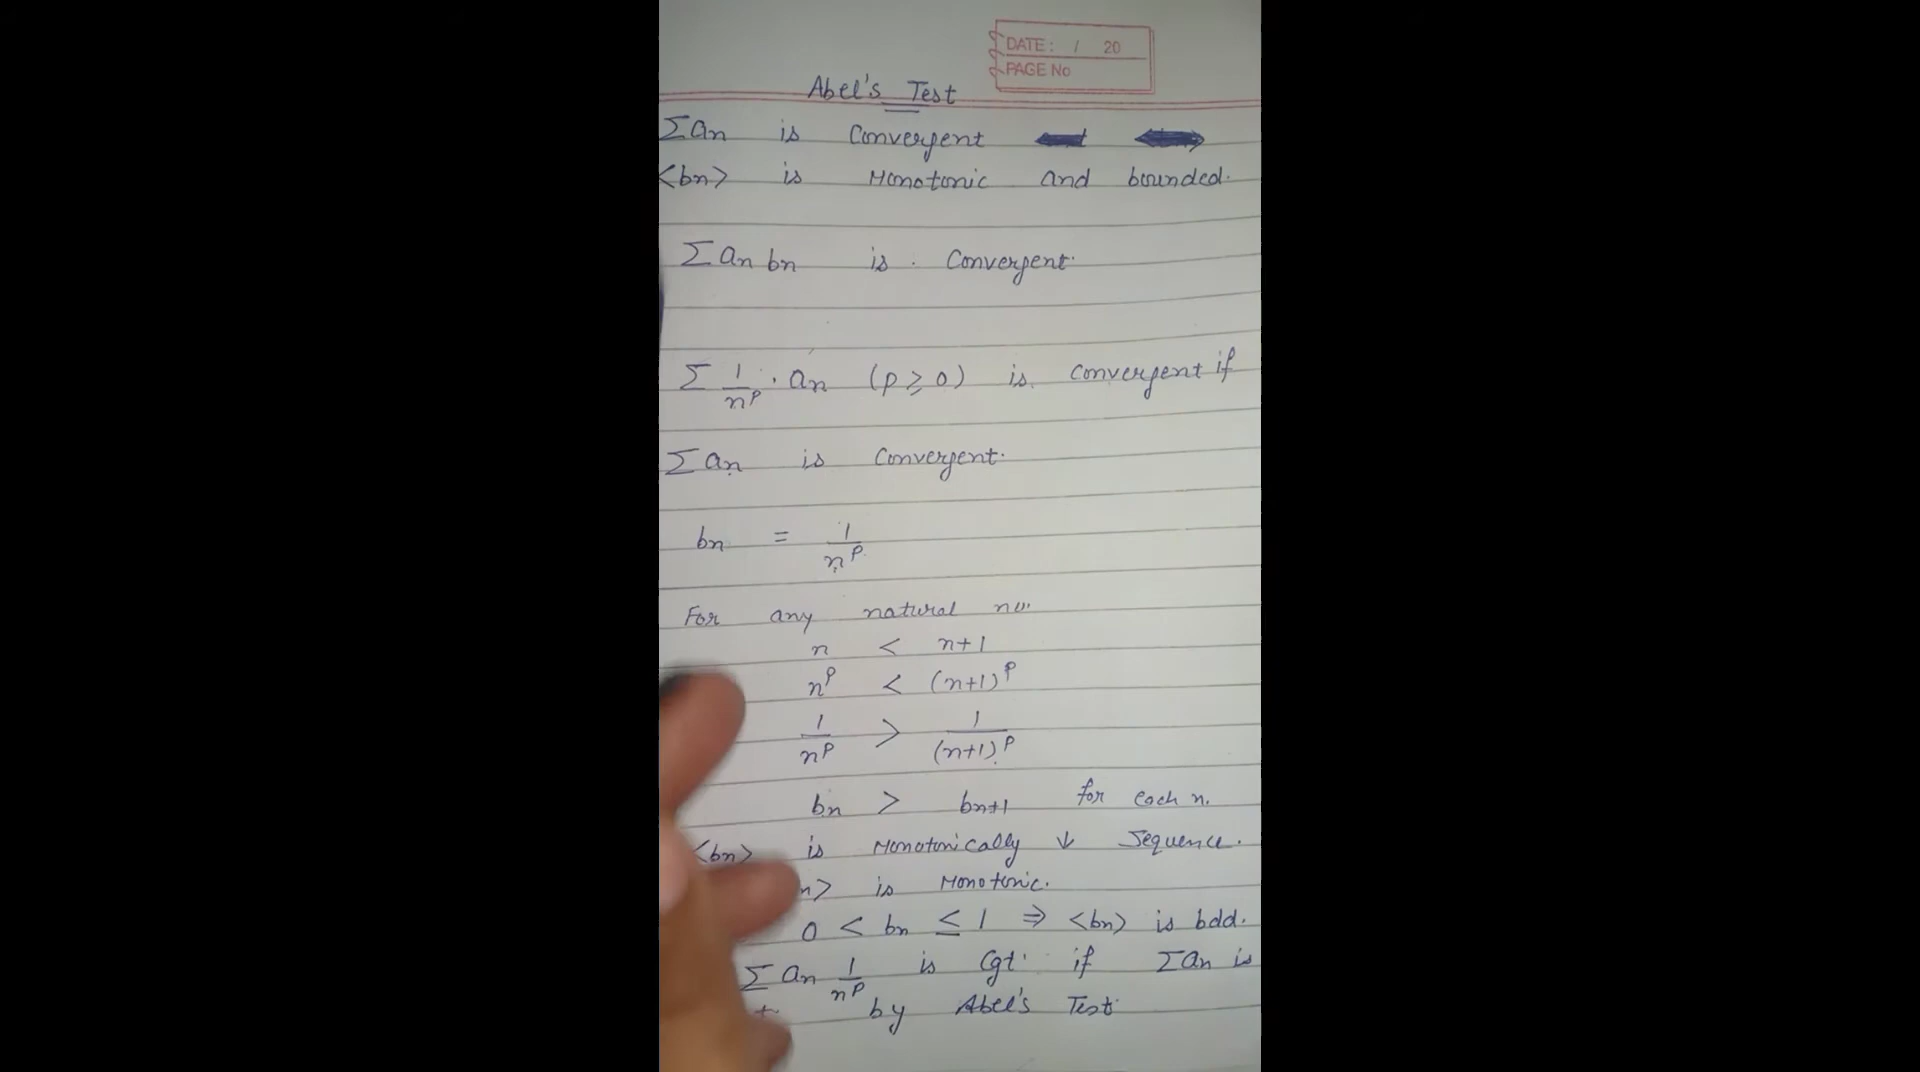 DATE: / 20
PAGE No
Abel's Test
Σan is Convergent
<bn> is Monotonic and bounded.
Σ an bn is . Convergent.
Σ 1/n^p . an (p ≥ 0) is convergent if
Σ an is Convergent.
bn = 1/n^p.
For any natural no.
n < n+1
n^p < (n+1)^p
1/n^p > 1/(n+1)^p
bn > bn+1 for each n.
<bn> is Monotonically ↓ Sequence.
n> is Monotonic.
0 < bn ≤ 1 ⇒ <bn> is bdd.
Σ an 1/n^p is Cgt. if Σan is
by Abel's Test